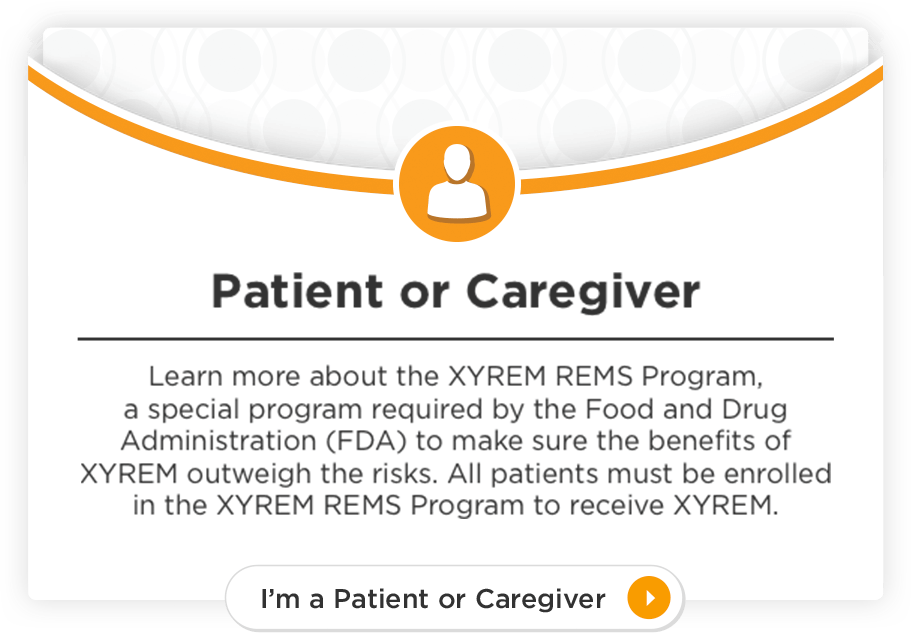 Patient or Caregiver
Learn more about the XYREM REMS Program,
a special program required by the Food and Drug
Administration (FDA) to make sure the benefits of
XYREM outweigh the risks. All patients must be enrolled
in the XYREM REMS Program to receive XYREM.
I’m a Patient or Caregiver